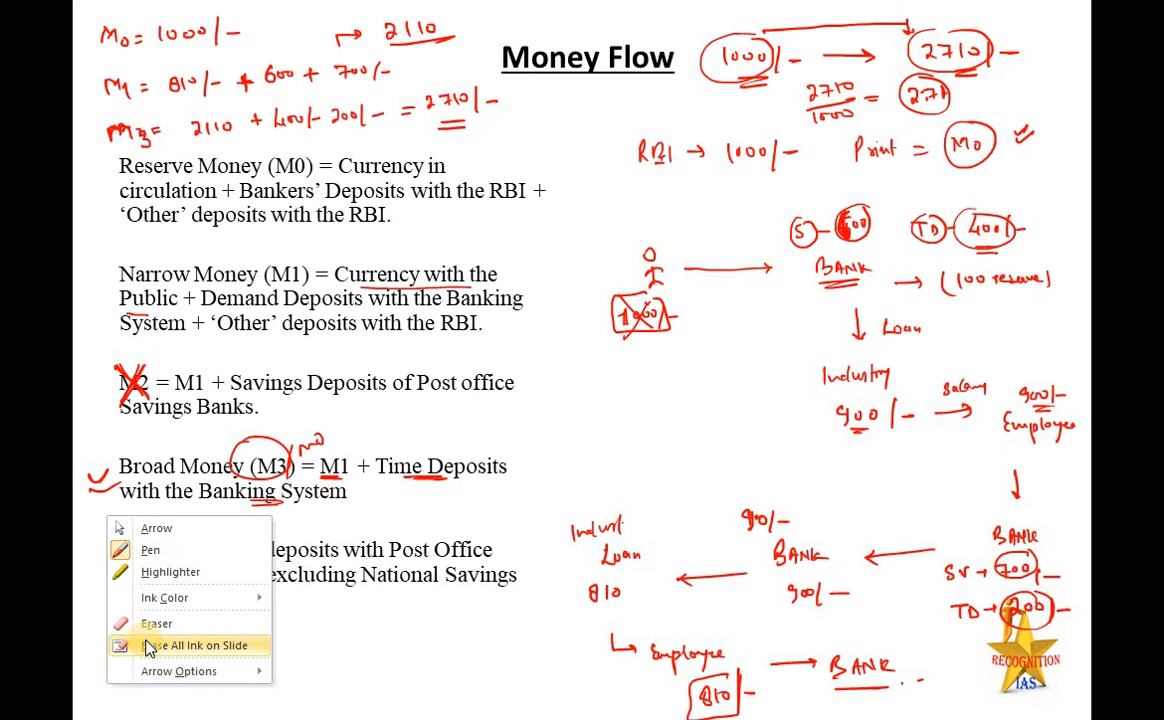 M0 = 1000/-
→ 2110
M1 = 810/- + 600 + 700/-
M3 = 2110 + 400/- 200/- = 2710/-
Money Flow
1000/- → 2710/-
2710/1000 = 2.71
RBI → 1000/- Print = M0
Reserve Money (M0) = Currency in
circulation + Bankers’ Deposits with the RBI +
‘Other’ deposits with the RBI.
Narrow Money (M1) = Currency with the
Public + Demand Deposits with the Banking
System + ‘Other’ deposits with the RBI.
M2 = M1 + Savings Deposits of Post office
Savings Banks.
/M0
Broad Money (M3) = M1 + Time Deposits
with the Banking System
deposits with Post Office
excluding National Savings
Arrow
Pen
Highlighter
Ink Color
Eraser
Erase All Ink on Slide
Arrow Options
TD - 400/-
1000/-
BANK → (100 reserve)
↓ Loan
Industry
900/- → Salary
900/-
Employee
BANK
SV → 700/-
TD → 200/-
900/-
BANK
900/-
Indust.
Loan
810
Employee → BANK
810/-
RECOGNITION
IAS